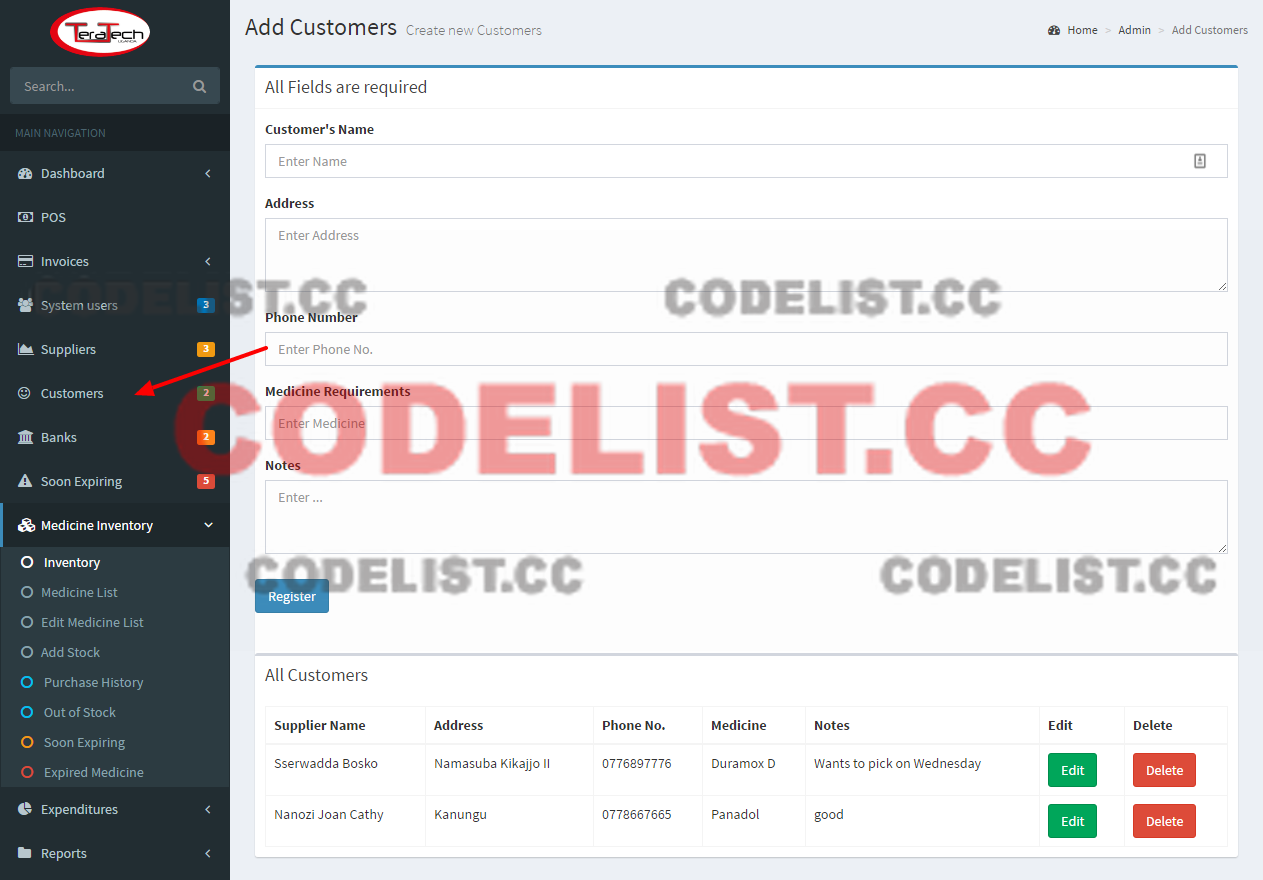 TeraTech
UGANDA
Search...
MAIN NAVIGATION
Dashboard
POS
Invoices
System users 3
Suppliers 3
Customers 2
Banks 2
Soon Expiring 5
Medicine Inventory
Inventory
Medicine List
Edit Medicine List
Add Stock
Purchase History
Out of Stock
Soon Expiring
Expired Medicine
Expenditures
Reports
Add Customers Create new Customers
Home > Admin > Add Customers
All Fields are required
Customer's Name
Enter Name
Address
Enter Address
CODELIST.CC
CODELIST.CC
Phone Number
Enter Phone No.
Medicine Requirements
Enter Medicine
CODELIST.CC
Notes
Enter ...
CODELIST.CC
CODELIST.CC
Register
All Customers
Supplier Name Address Phone No. Medicine Notes Edit Delete
Sserwadda Bosko Namasuba Kikajjo II 0776897776 Duramox D Wants to pick on Wednesday Edit Delete
Nanozi Joan Cathy Kanungu 0778667665 Panadol good Edit Delete